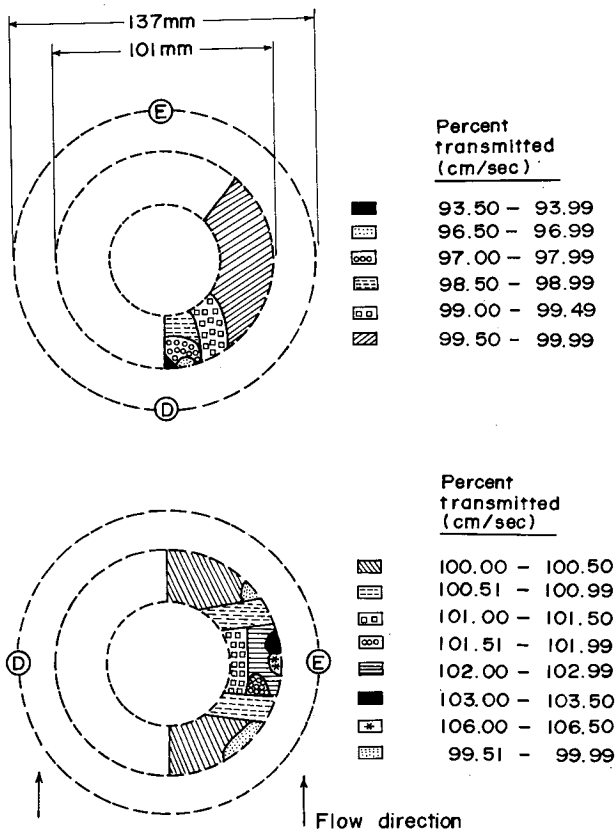 137mm
101mm
E
D
Percent
transmitted
(cm/sec)
93.50 - 93.99
96.50 - 96.99
97.00 - 97.99
98.50 - 98.99
99.00 - 99.49
99.50 - 99.99
Percent
transmitted
(cm/sec)
100.00 - 100.50
100.51 - 100.99
101.00 - 101.50
101.51 - 101.99
102.00 - 102.99
103.00 - 103.50
106.00 - 106.50
99.51 - 99.99
D
E
Flow direction